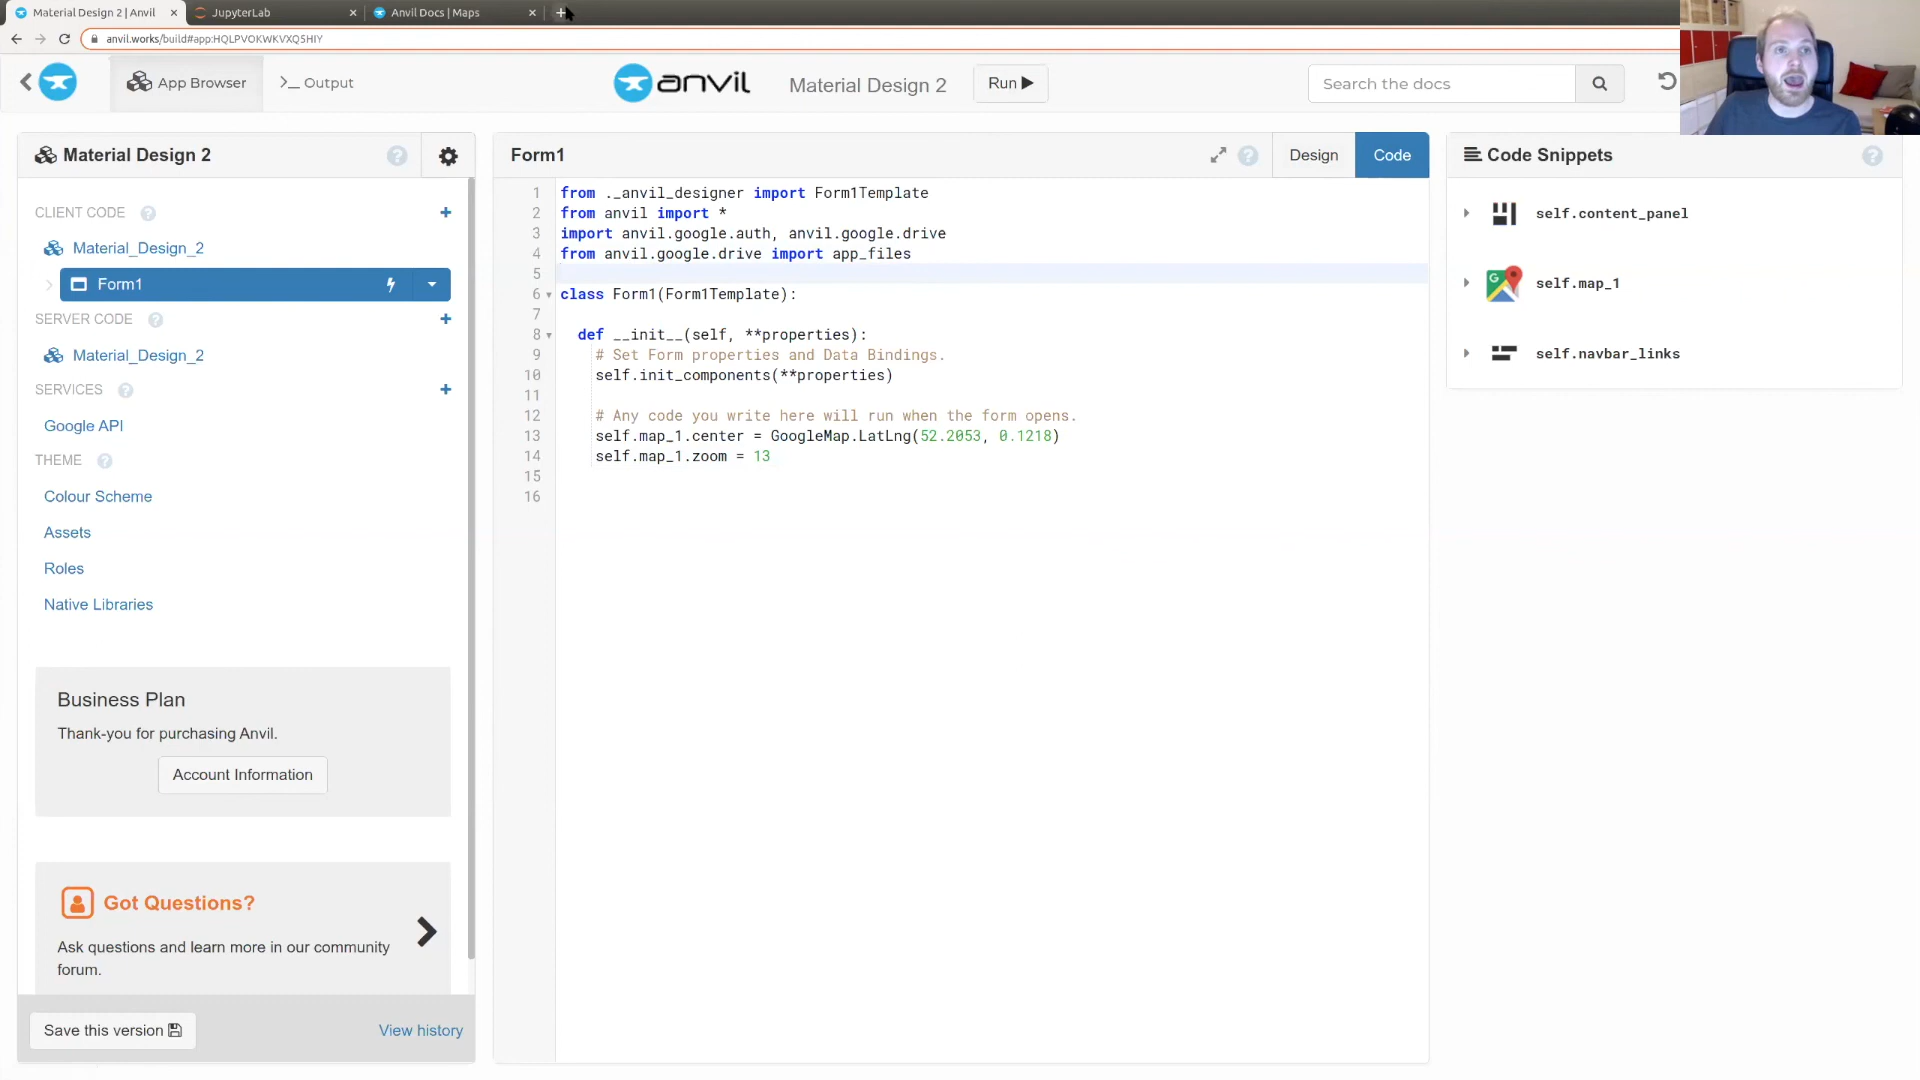 Material Design 2 | Anvil
JupyterLab
Anvil Docs | Maps
anvil.works/build#app:HQLPVOKWKVXQ5HIY
App Browser
>_ Output
anvil
Material Design 2
Run
Search the docs
Material Design 2
CLIENT CODE
Material_Design_2
Form1
SERVER CODE
Material_Design_2
SERVICES
Google API
THEME
Colour Scheme
Assets
Roles
Native Libraries
Business Plan
Thank-you for purchasing Anvil.
Account Information
Got Questions?
Ask questions and learn more in our community
forum.
Save this version
View history
Form1
Design
Code
1 from ._anvil_designer import Form1Template
2 from anvil import *
3 import anvil.google.auth, anvil.google.drive
4 from anvil.google.drive import app_files
5
6 class Form1(Form1Template):
7
8 def __init__(self, **properties):
9 # Set Form properties and Data Bindings.
10 self.init_components(**properties)
11
12 # Any code you write here will run when the form opens.
13 self.map_1.center = GoogleMap.LatLng(52.2053, 0.1218)
14 self.map_1.zoom = 13
15
16
Code Snippets
self.content_panel
self.map_1
self.navbar_links